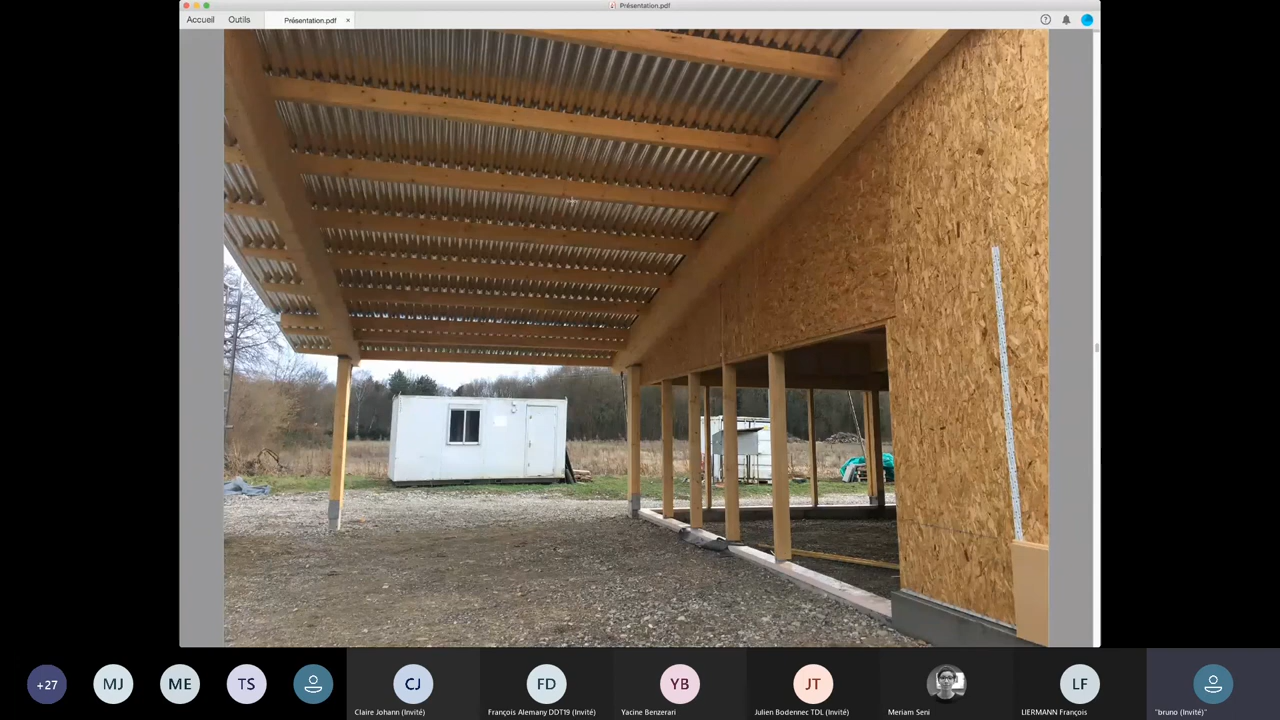 Présentation.pdf
Accueil
Outils
Présentation.pdf ×
+27
MJ
ME
TS
CJ
FD
YB
JT
LF
Claire Johann (Invité)
François Alemany DDT19 (Invité)
Yacine Benzerari
Julien Bodennec TDL (Invité)
Meriam Seni
LIERMANN François
"bruno (Invité)"